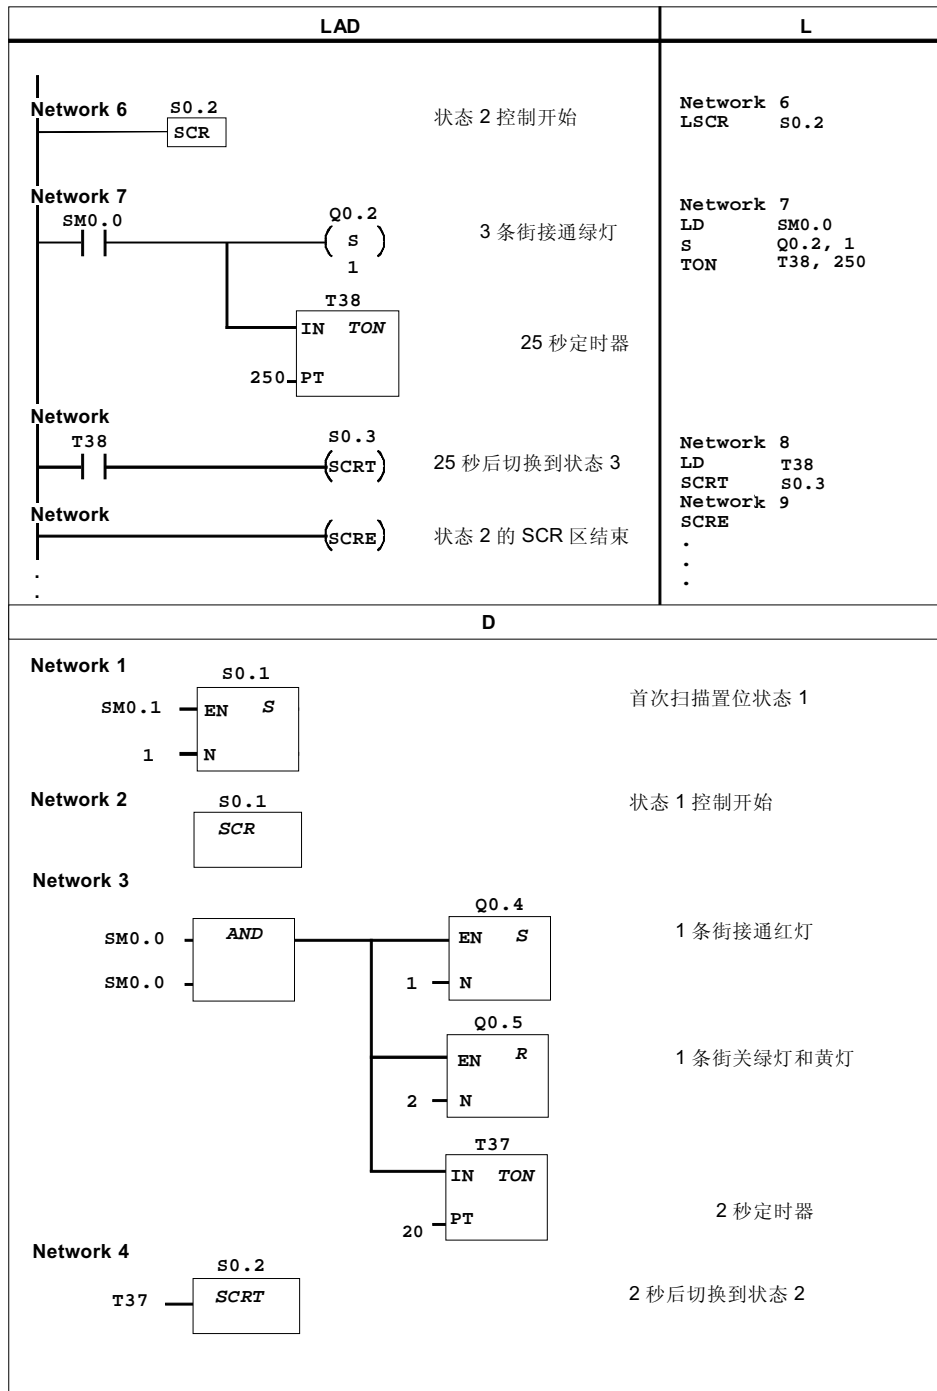 LAD
L
Network 6
S0.2
SCR
状态 2 控制开始
Network 6
LSCR S0.2
Network 7
SM0.0
Q0.2
S
1
3 条街接通绿灯
Network 7
LD SM0.0
S Q0.2, 1
TON T38, 250
T38
IN TON
25 秒定时器
250 PT
Network
T38
S0.3
SCRT
25 秒后切换到状态 3
Network 8
LD T38
SCRT S0.3
Network
SCRE
状态 2 的 SCR 区结束
Network 9
SCRE
.
.
.
.
.
D
Network 1
S0.1
SM0.1 EN S
首次扫描置位状态 1
1 N
Network 2
S0.1
SCR
状态 1 控制开始
Network 3
Q0.4
SM0.0 AND
EN S
1 条街接通红灯
SM0.0
1 N
Q0.5
EN R
1 条街关绿灯和黄灯
2 N
T37
IN TON
20 PT
2 秒定时器
Network 4
S0.2
T37 SCRT
2 秒后切换到状态 2